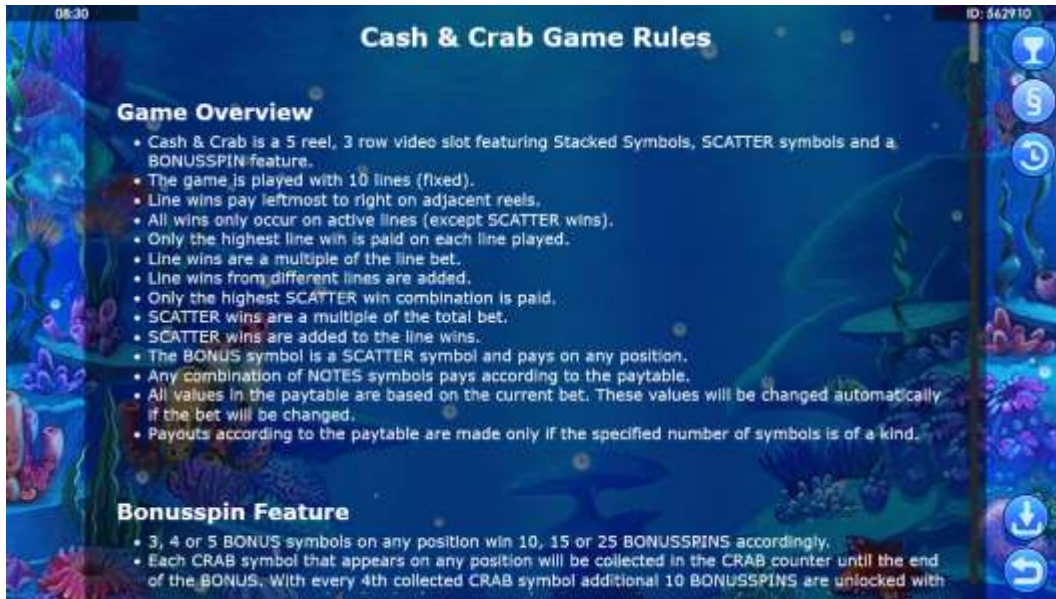 08:30
ID: 562910
Cash & Crab Game Rules
Game Overview
• Cash & Crab is a 5 reel, 3 row video slot featuring Stacked Symbols, SCATTER symbols and a
BONUSSPIN feature.
• The game is played with 10 lines (fixed).
• Line wins pay leftmost to right on adjacent reels.
• All wins only occur on active lines (except SCATTER wins).
• Only the highest line win is paid on each line played.
• Line wins are a multiple of the line bet.
• Line wins from different lines are added.
• Only the highest SCATTER win combination is paid.
• SCATTER wins are a multiple of the total bet.
• SCATTER wins are added to the line wins.
• The BONUS symbol is a SCATTER symbol and pays on any position.
• Any combination of NOTES symbols pays according to the paytable.
• All values in the paytable are based on the current bet. These values will be changed automatically
if the bet will be changed.
• Payouts according to the paytable are made only if the specified number of symbols is of a kind.
Bonusspin Feature
• 3, 4 or 5 BONUS symbols on any position win 10, 15 or 25 BONUSSPINS accordingly.
• Each CRAB symbol that appears on any position will be collected in the CRAB counter until the end
of the BONUS. With every 4th collected CRAB symbol additional 10 BONUSSPINS are unlocked with
§